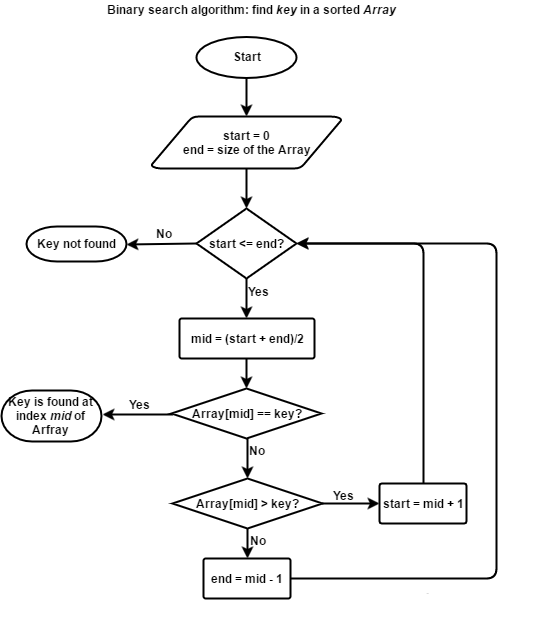 Binary search algorithm: find key in a sorted Array
Start
start = 0
end = size of the Array
start <= end?
No
Key not found
Yes
mid = (start + end)/2
Array[mid] == key?
Yes
Key is found at
index mid of
Arfray
No
Array[mid] > key?
Yes
start = mid + 1
No
end = mid - 1